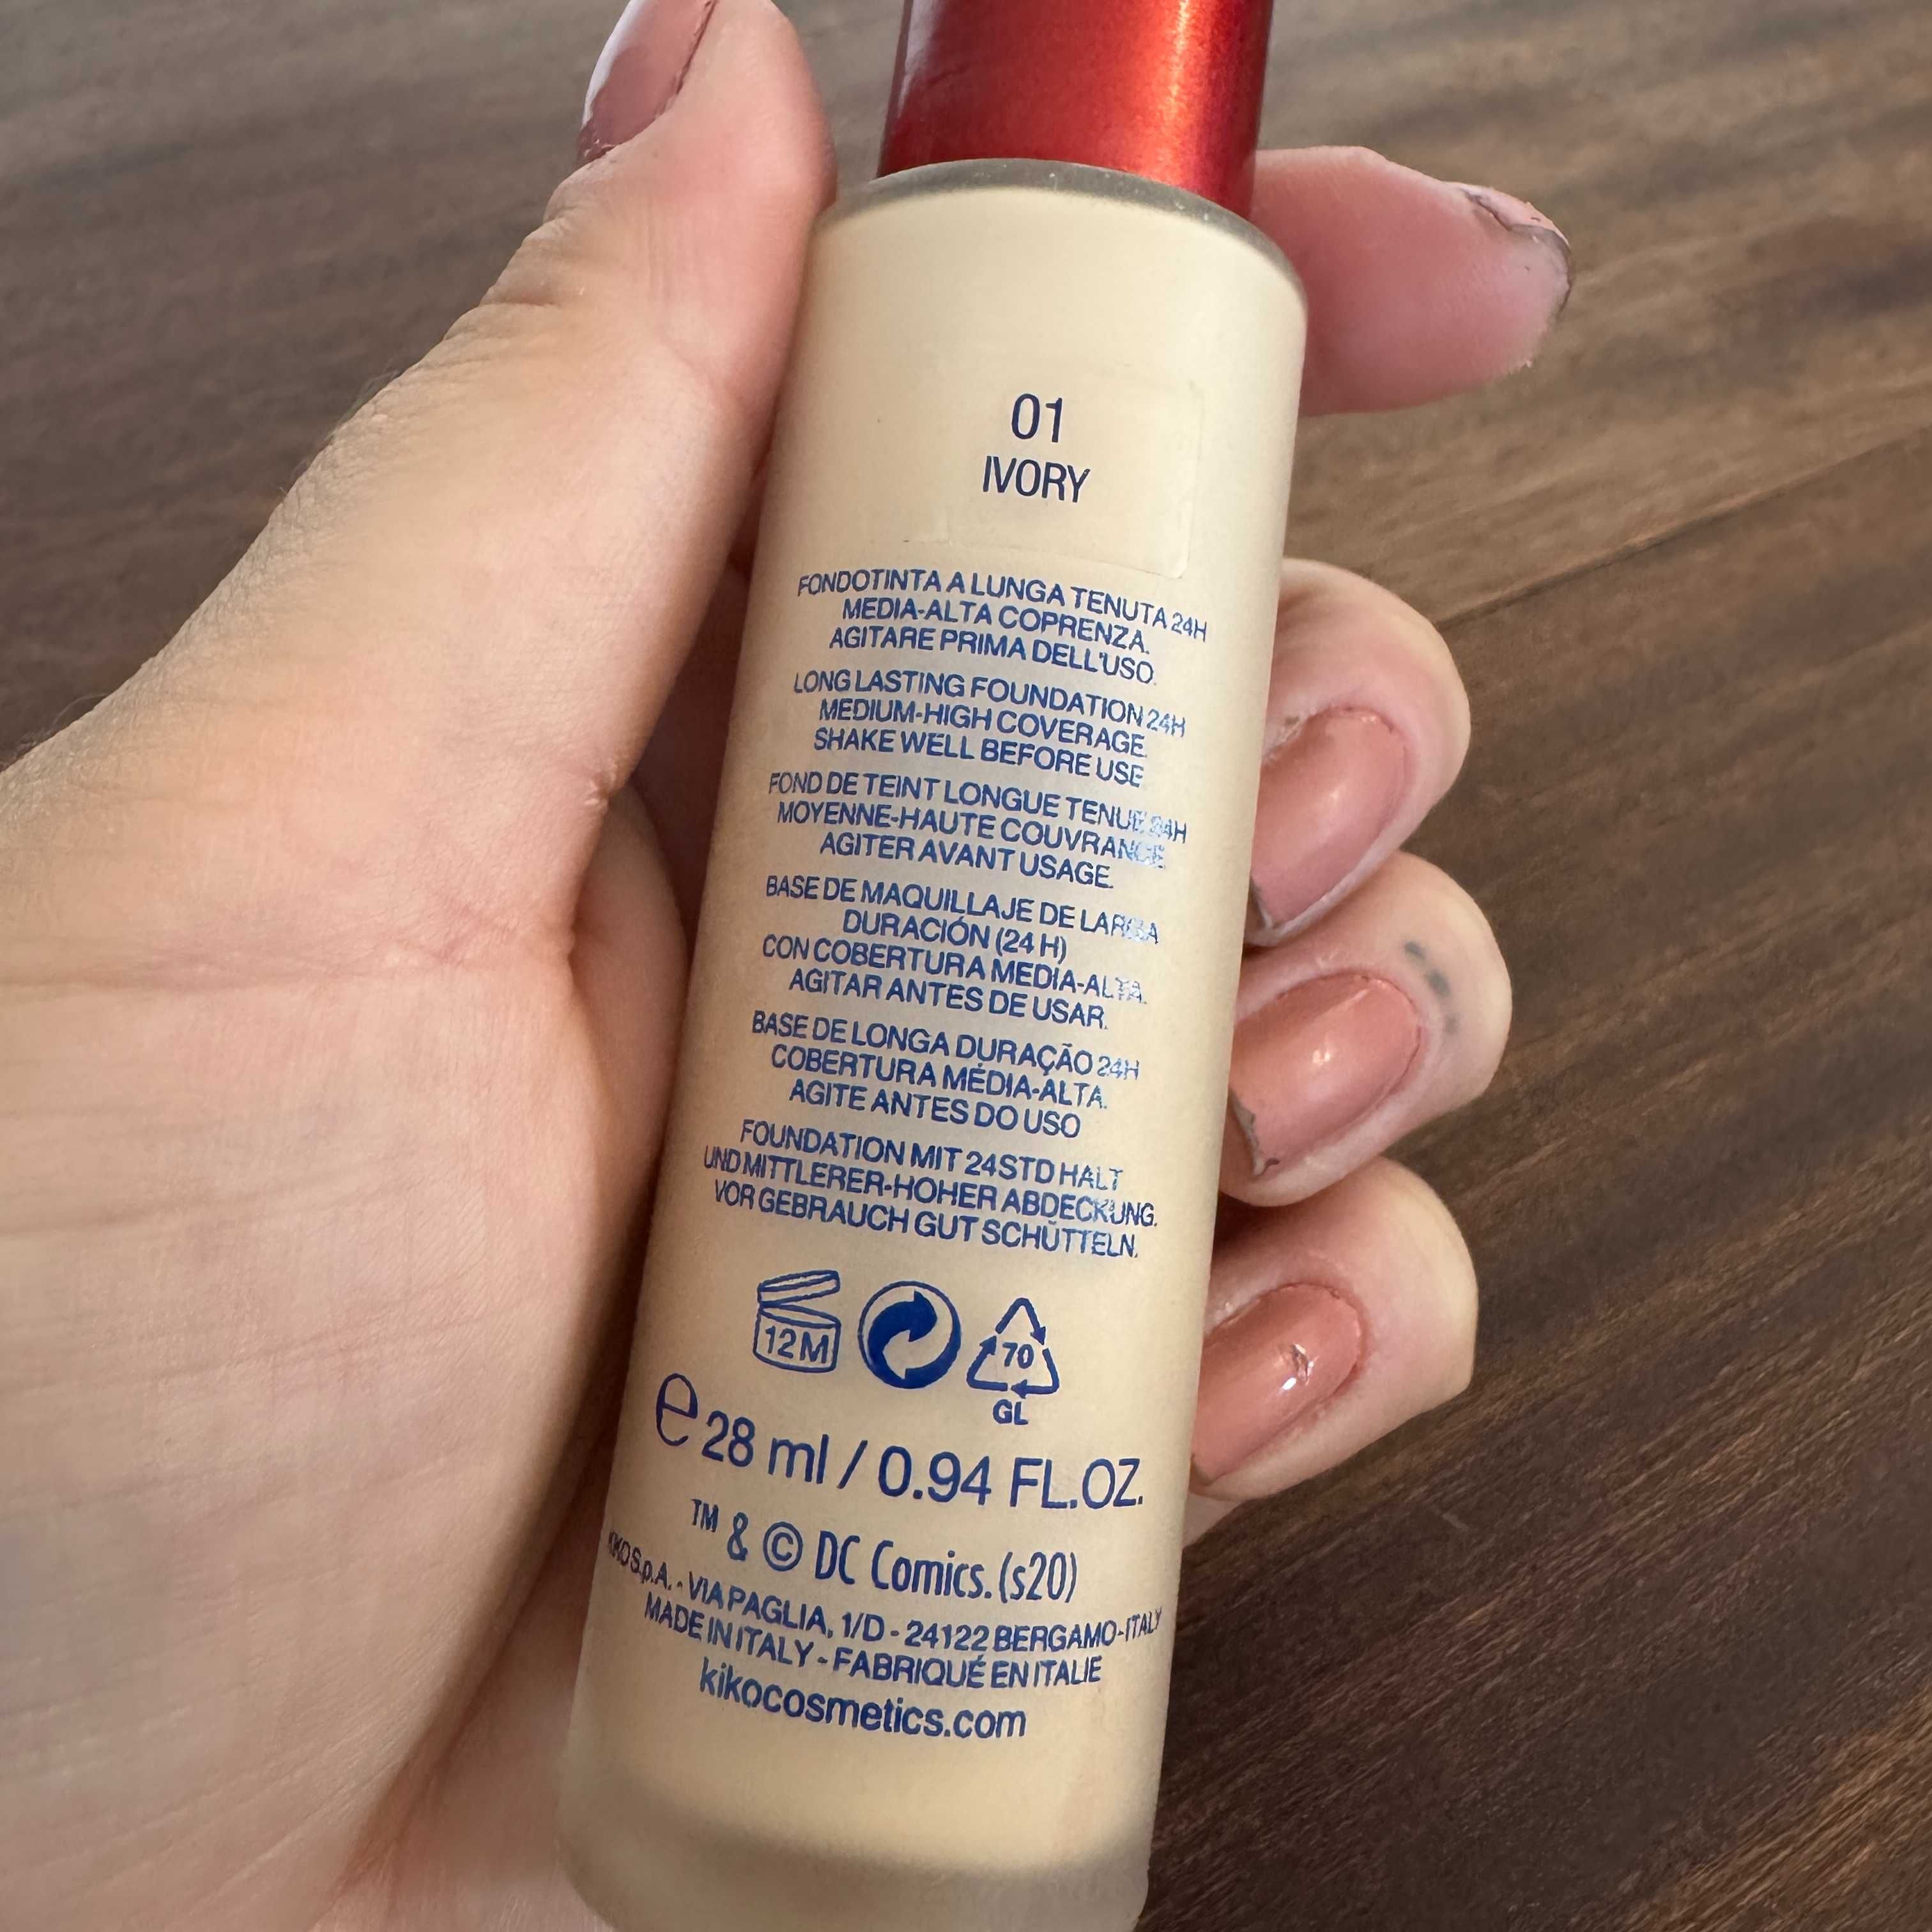 01
IVORY
FONDOTINTA A LUNGA TENUTA 24H
MEDIA-ALTA COPRENZA.
AGITARE PRIMA DELL'USO.
LONG LASTING FOUNDATION 24H
MEDIUM-HIGH COVERAGE.
SHAKE WELL BEFORE USE
FOND DE TEINT LONGUE TENUE 24H
MOYENNE-HAUTE COUVRANCE.
AGITER AVANT USAGE.
BASE DE MAQUILLAJE DE LARGA
DURACIÓN (24 H)
CON COBERTURA MEDIA-ALTA.
AGITAR ANTES DE USAR.
BASE DE LONGA DURAÇÃO 24H
COBERTURA MÉDIA-ALTA.
AGITE ANTES DO USO
FOUNDATION MIT 24STD HALT
UND MITTLERER-HOHER ABDECKUNG.
VOR GEBRAUCH GUT SCHÜTTELN.
12M
70
GL
e 28 ml / 0.94 FL.OZ.
TM & © DC Comics. (s20)
KIKO S.p.A. - VIA PAGLIA, 1/D - 24122 BERGAMO-ITALY
MADE IN ITALY - FABRIQUÉ EN ITALIE
kikocosmetics.com